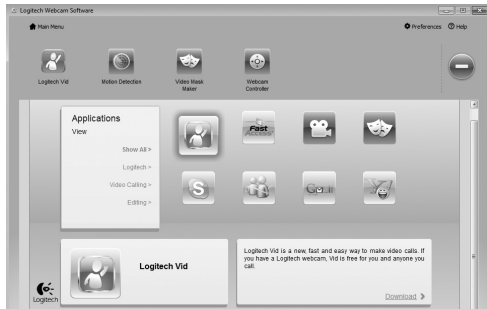 Logitech Webcam Software
Main Menu
Preferences
Help
Logitech Vid
Motion Detection
Video Mask
Maker
Webcam
Controller
Applications
View
Show All >
Logitech >
Video Calling >
Editing >
Fast
Access
S
Logitech Vid
Logitech Vid is a new, fast and easy way to make video calls. If
you have a Logitech webcam, Vid is free for you and anyone you
call.
Download
Logitech